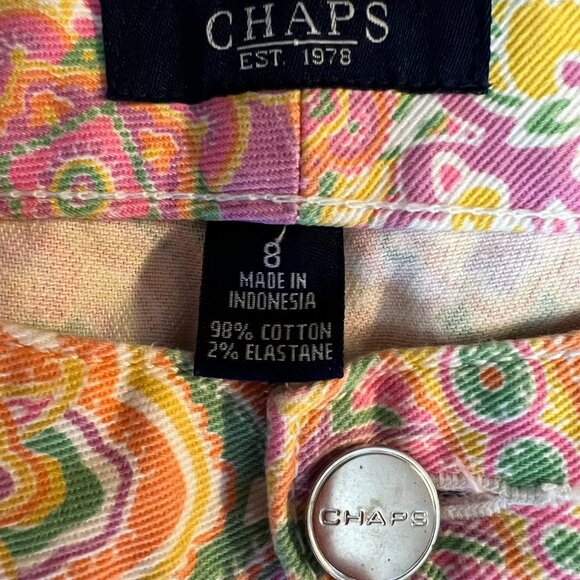 CHAPS
EST. 1978
8
MADE IN
INDONESIA
98% COTTON
2% ELASTANE
CHAPS